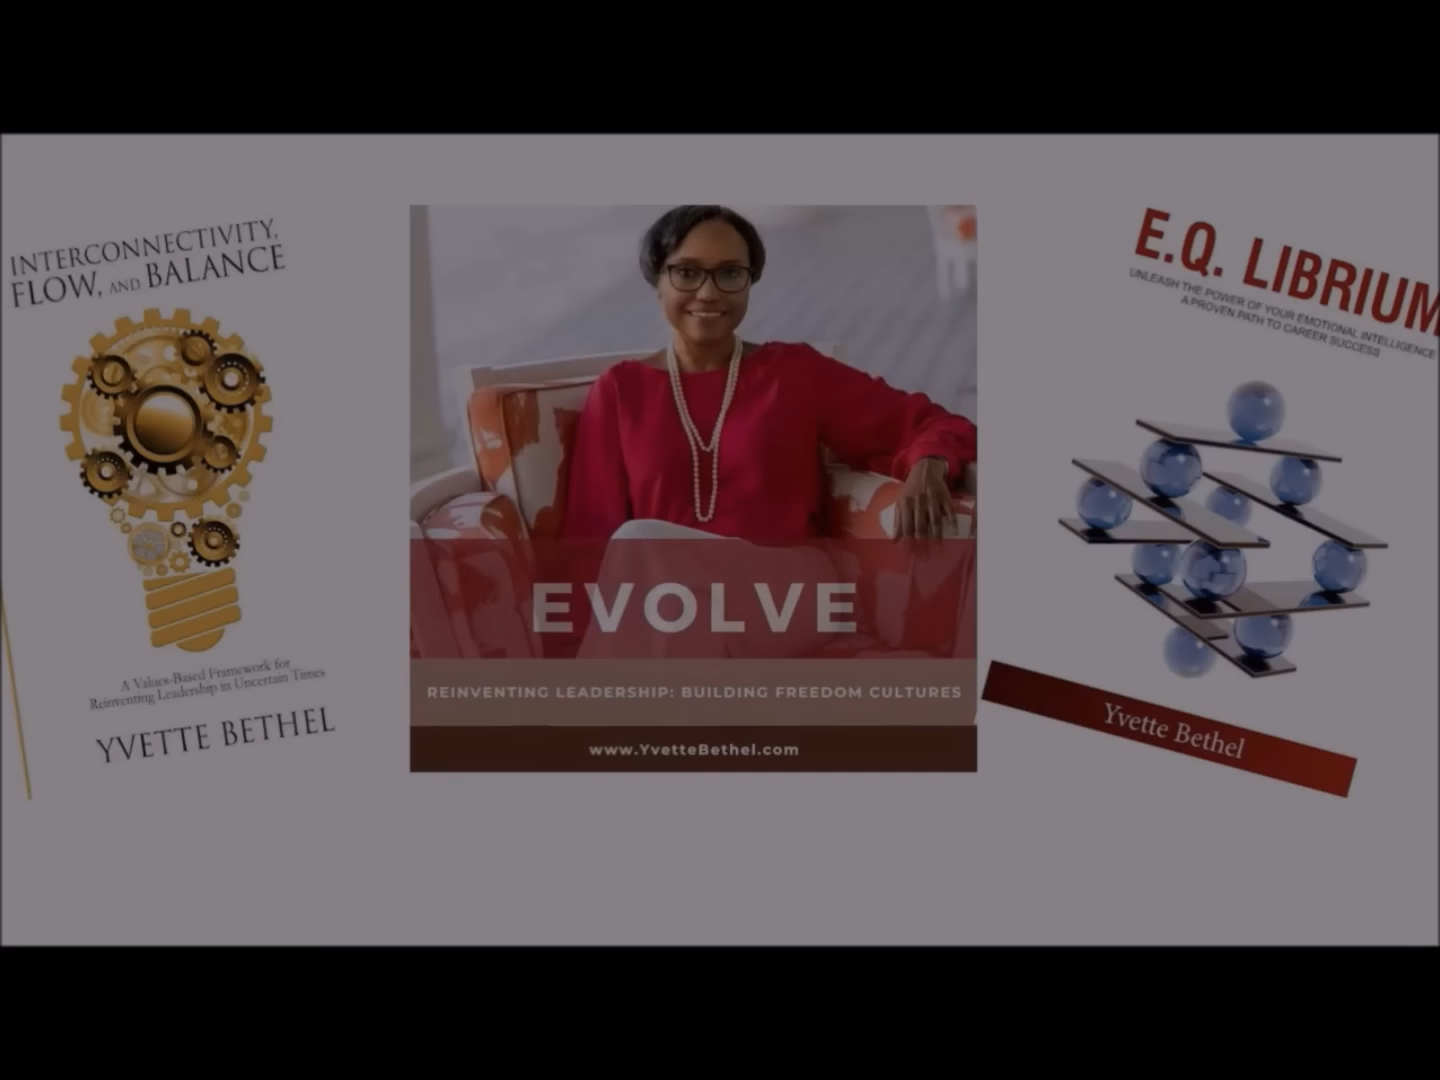 INTERCONNECTIVITY,
FLOW, AND BALANCE
A Values-Based Framework for
Reinventing Leadership in Uncertain Times
YVETTE BETHEL
EVOLVE
REINVENTING LEADERSHIP: BUILDING FREEDOM CULTURES
www.YvetteBethel.com
E.Q. LIBRIUM
UNLEASH THE POWER OF YOUR EMOTIONAL INTELLIGENCE
A PROVEN PATH TO CAREER SUCCESS
Yvette Bethel